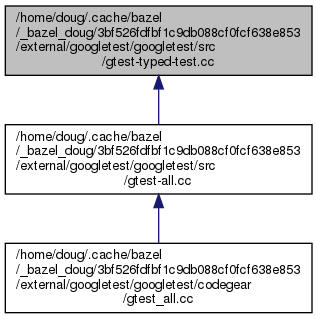 /home/doug/.cache/bazel
/_bazel_doug/3bf526fdfbf1c9db088cf0fcf638e853
/external/googletest/googletest/src
/gtest-typed-test.cc
/home/doug/.cache/bazel
/_bazel_doug/3bf526fdfbf1c9db088cf0fcf638e853
/external/googletest/googletest/src
/gtest-all.cc
/home/doug/.cache/bazel
/_bazel_doug/3bf526fdfbf1c9db088cf0fcf638e853
/external/googletest/googletest/codegear
/gtest_all.cc